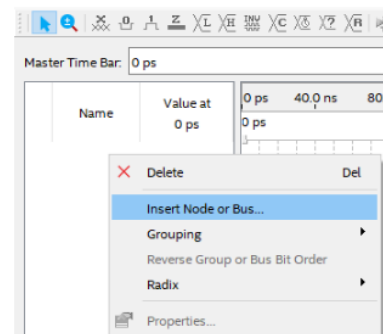 Master Time Bar: 0 ps
Name
Value at
0 ps
0 ps 40.0 ns 80
0 ps
Delete Del
Insert Node or Bus...
Grouping
Reverse Group or Bus Bit Order
Radix
Properties...